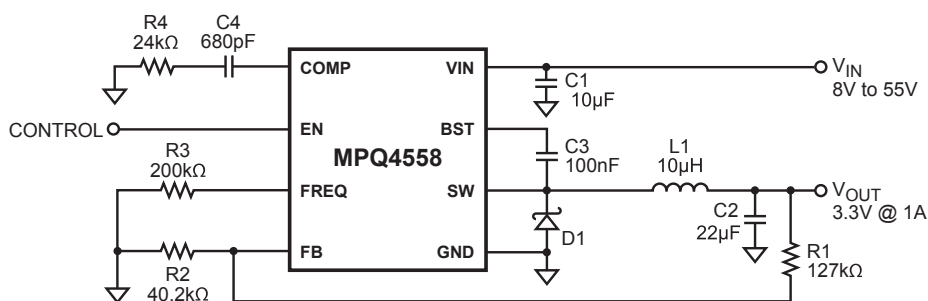 R4
24kΩ
C4
680pF
COMP
VIN
C1
10µF
VIN
8V to 55V
CONTROL
EN
BST
MPQ4558
C3
100nF
L1
10µH
R3
200kΩ
FREQ
SW
VOUT
3.3V @ 1A
C2
22µF
D1
R2
40.2kΩ
FB
GND
R1
127kΩ